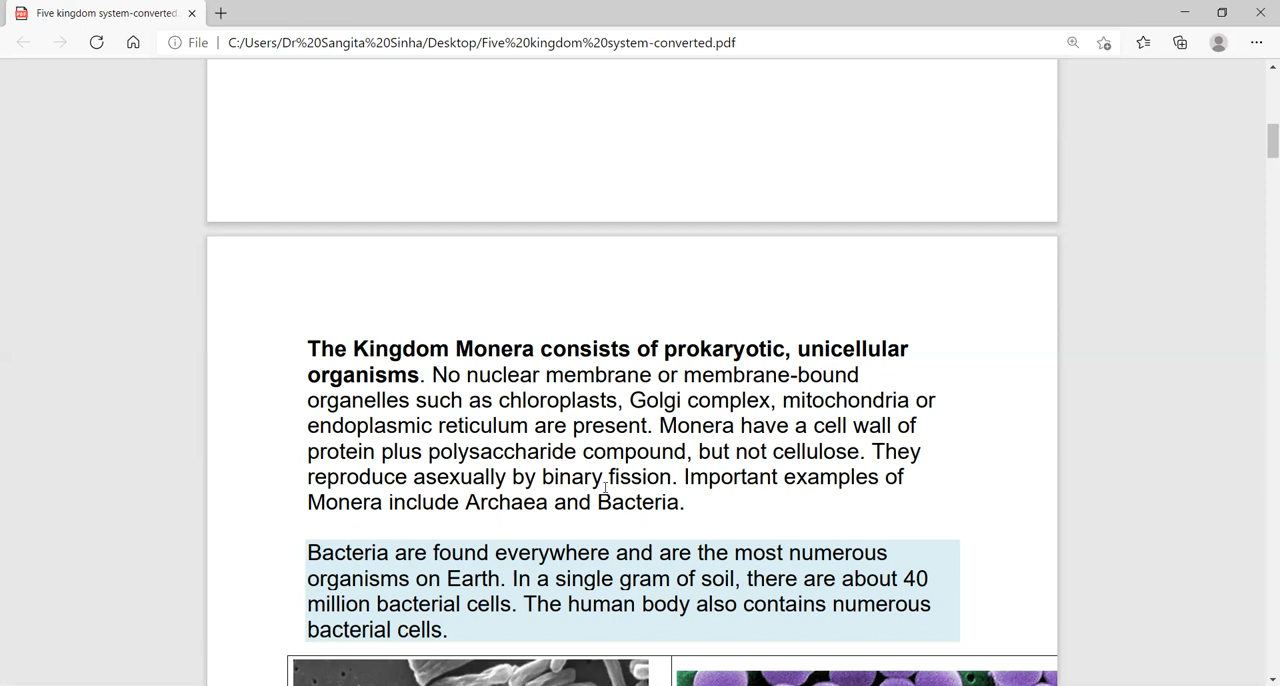 Five kingdom system-converted.
File
C:/Users/Dr%20Sangita%20Sinha/Desktop/Five%20kingdom%20system-converted.pdf
The Kingdom Monera consists of prokaryotic, unicellular
organisms. No nuclear membrane or membrane-bound
organelles such as chloroplasts, Golgi complex, mitochondria or
endoplasmic reticulum are present. Monera have a cell wall of
protein plus polysaccharide compound, but not cellulose. They
reproduce asexually by binary fission. Important examples of
Monera include Archaea and Bacteria.
Bacteria are found everywhere and are the most numerous
organisms on Earth. In a single gram of soil, there are about 40
million bacterial cells. The human body also contains numerous
bacterial cells.